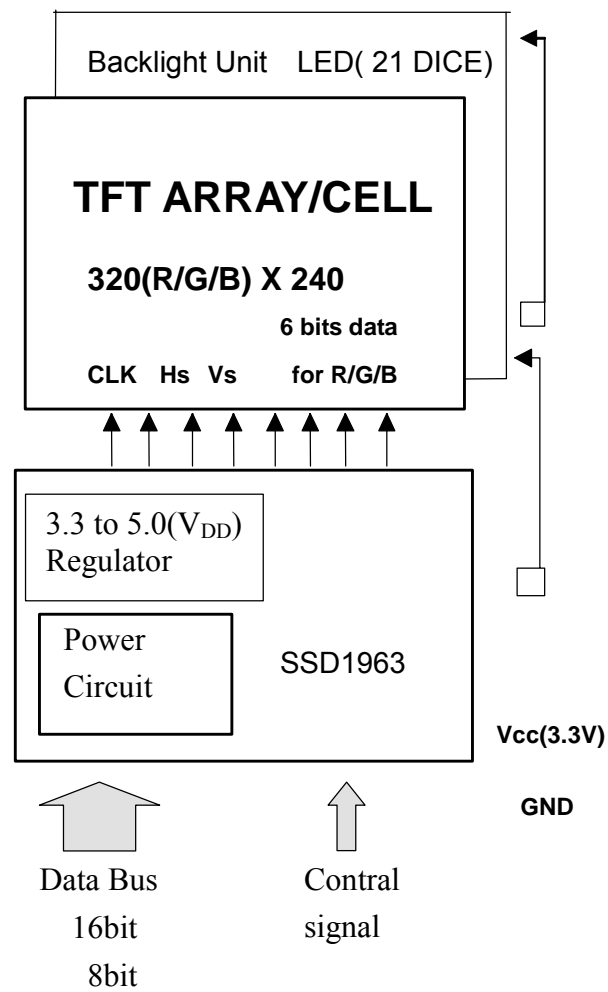 Backlight Unit LED( 21 DICE)
TFT ARRAY/CELL
320(R/G/B) X 240
6 bits data
CLK Hs Vs for R/G/B
3.3 to 5.0(VDD)
Regulator
Power
Circuit
SSD1963
Vcc(3.3V)
GND
Data Bus
16bit
8bit
Contral
signal